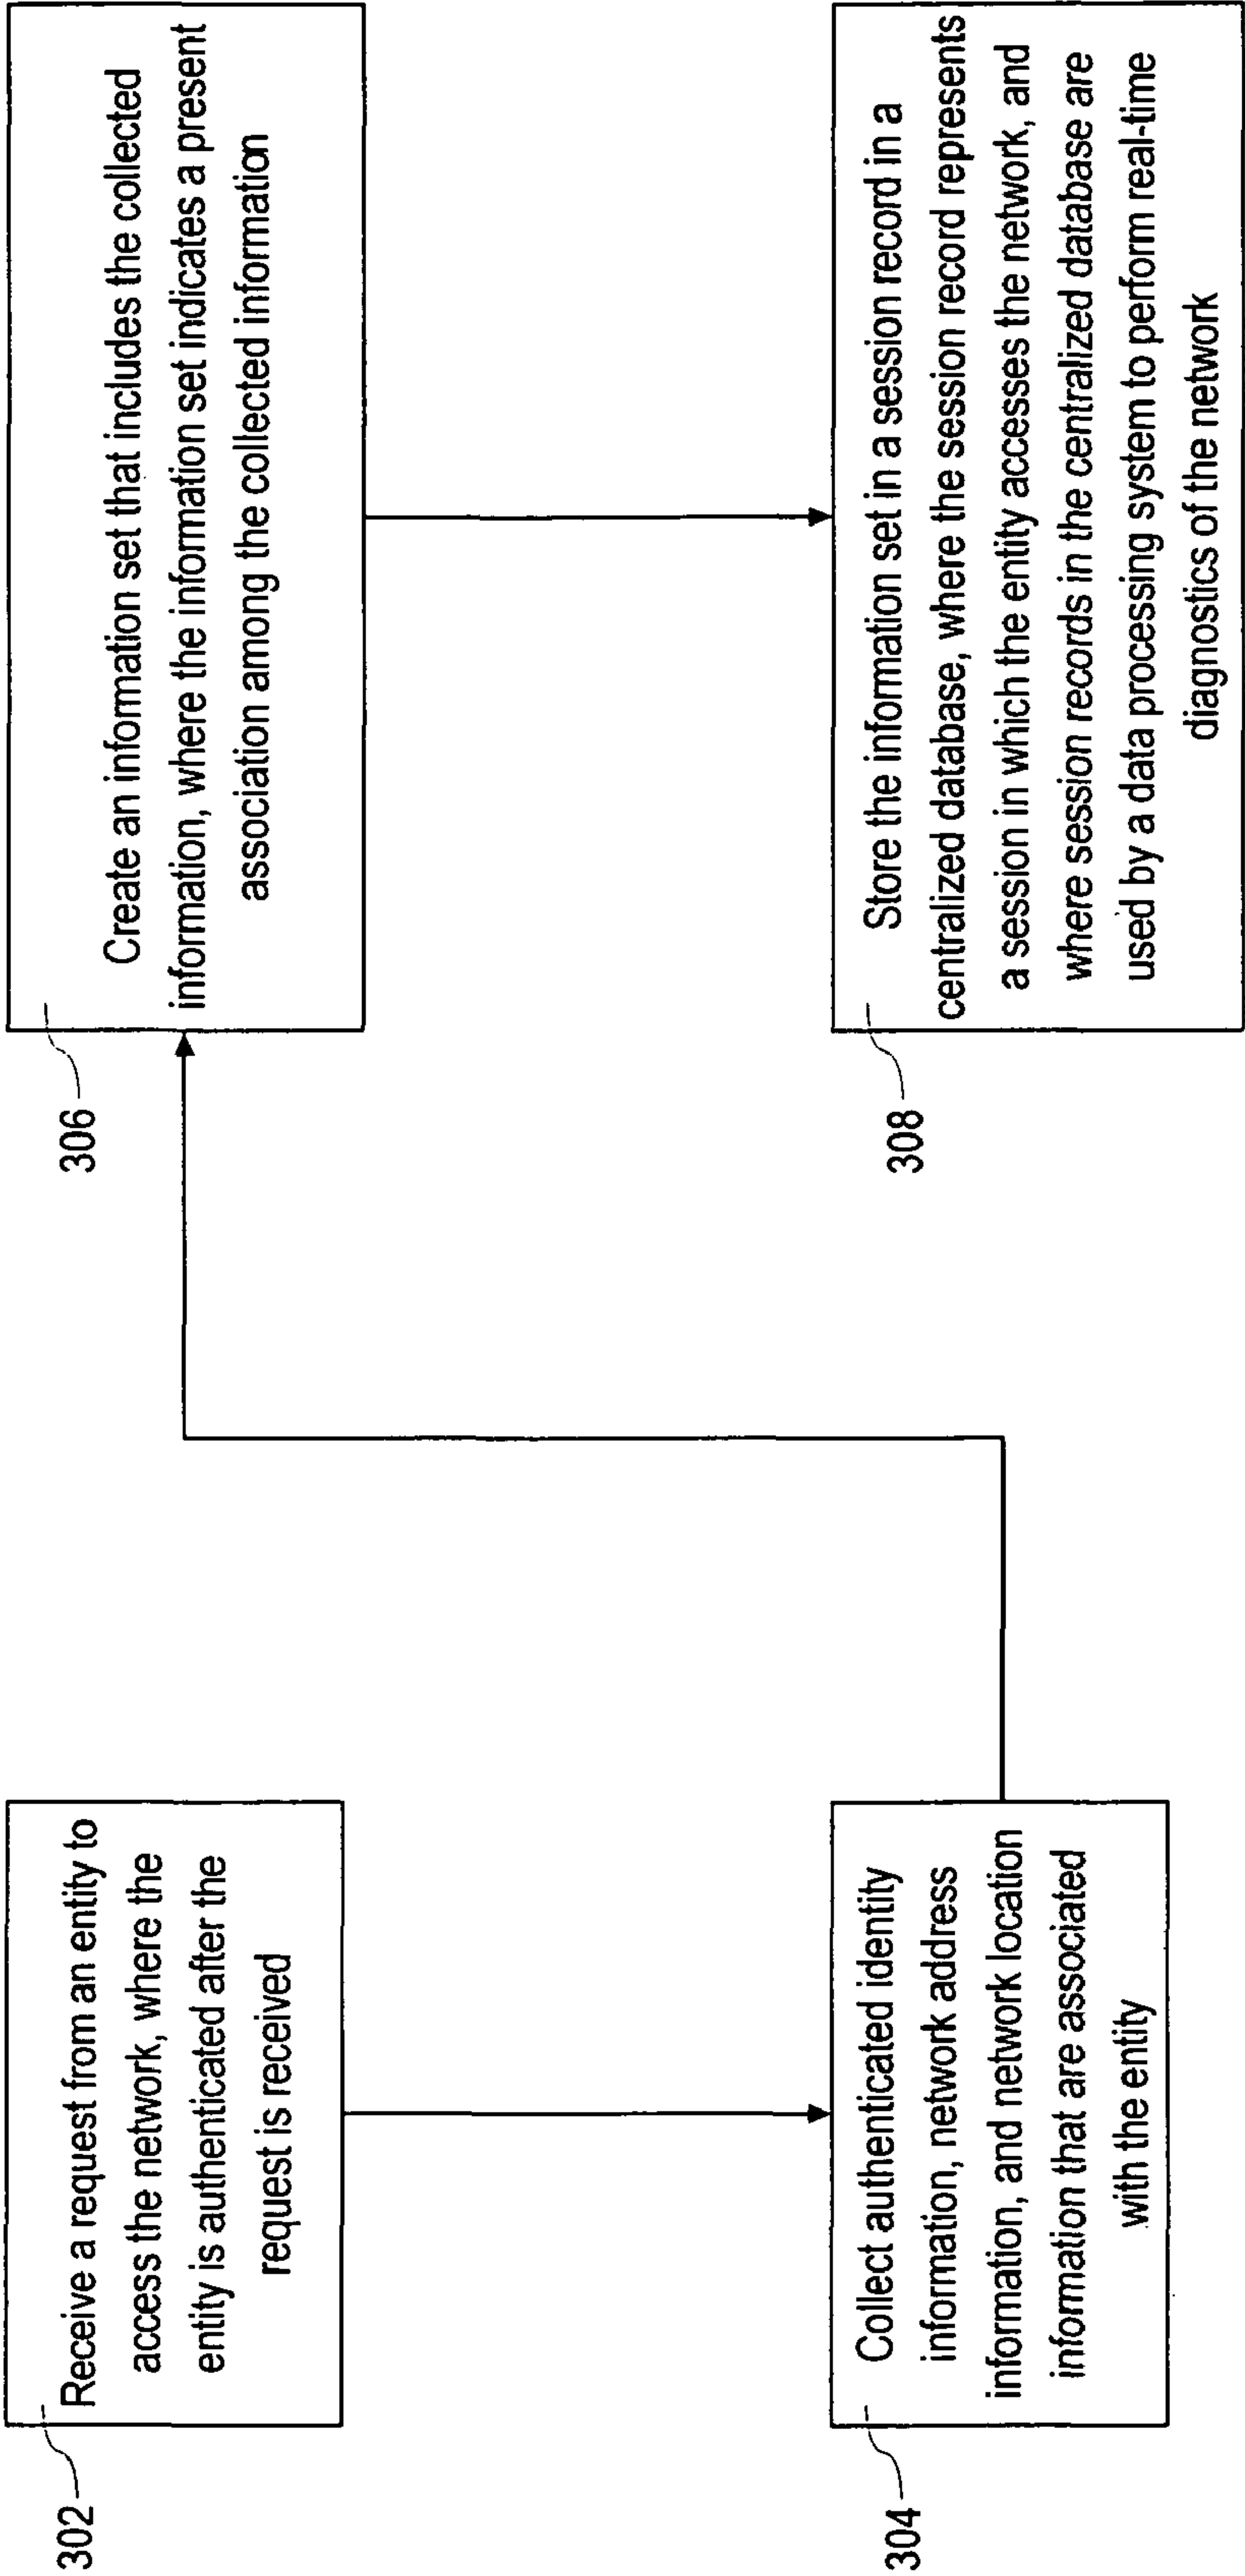 302
Receive a request from an entity to
access the network, where the
entity is authenticated after the
request is received
304
Collect authenticated identity
information, network address
information, and network location
information that are associated
with the entity
306
Create an information set that includes the collected
information, where the information set indicates a present
association among the collected information
308
Store the information set in a session record in a
centralized database, where the session record represents
a session in which the entity accesses the network, and
where session records in the centralized database are
used by a data processing system to perform real-time
diagnostics of the network